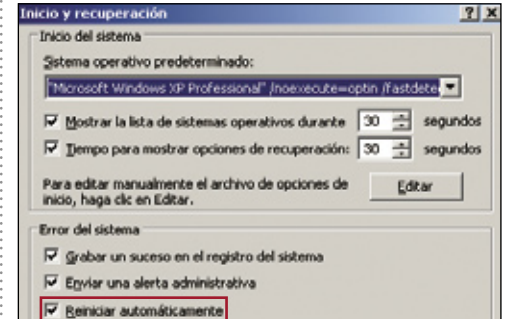 Inicio y recuperación
Inicio del sistema
Sistema operativo predeterminado:
"Microsoft Windows XP Professional" /noexecute=optin /fastdete
Mostrar la lista de sistemas operativos durante 30 segundos
Tiempo para mostrar opciones de recuperación: 30 segundos
Para editar manualmente el archivo de opciones de
inicio, haga clic en Editar.
Editar
Error del sistema
Grabar un suceso en el registro del sistema
Enviar una alerta administrativa
Reiniciar automáticamente